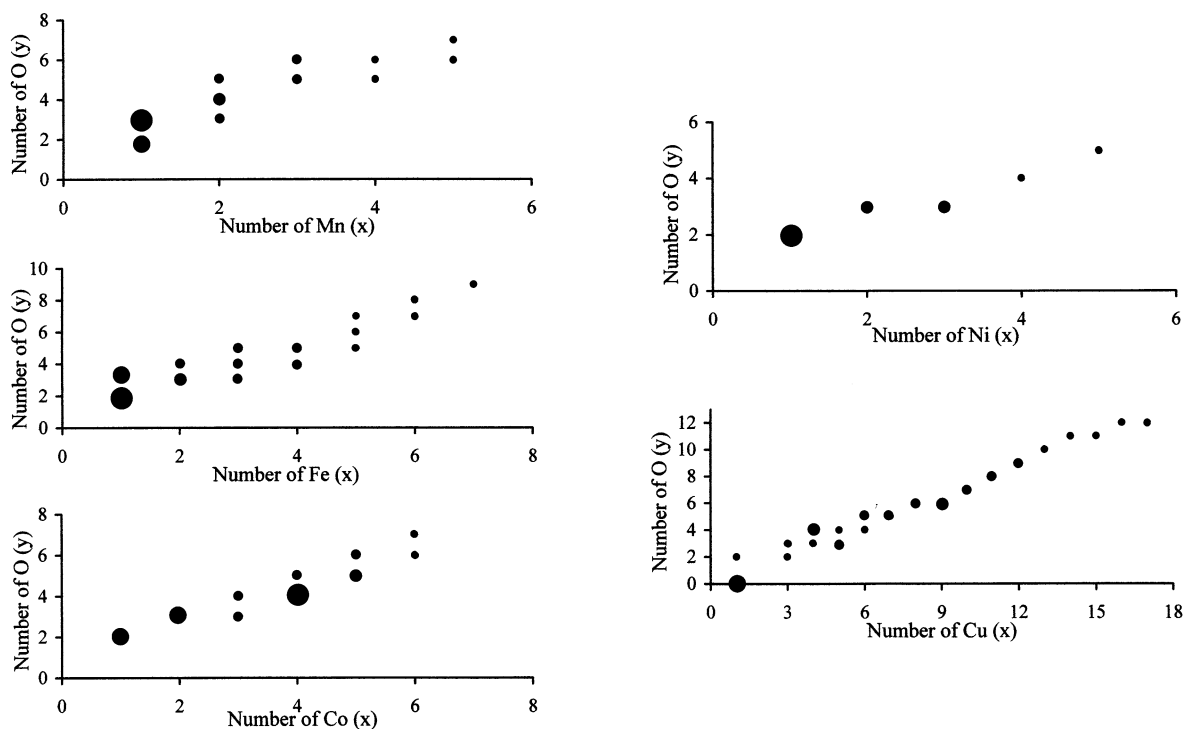 8
6
4
2
0
0 2 4 6
Number of O (y)
Number of Mn (x)
10
8
6
4
2
0
0 2 4 6 8
Number of O (y)
Number of Fe (x)
8
6
4
2
0
0 2 4 6 8
Number of O (y)
Number of Co (x)
6
4
2
0
0 2 4 6
Number of O (y)
Number of Ni (x)
12
10
8
6
4
2
0
0 3 6 9 12 15 18
Number of O (y)
Number of Cu (x)